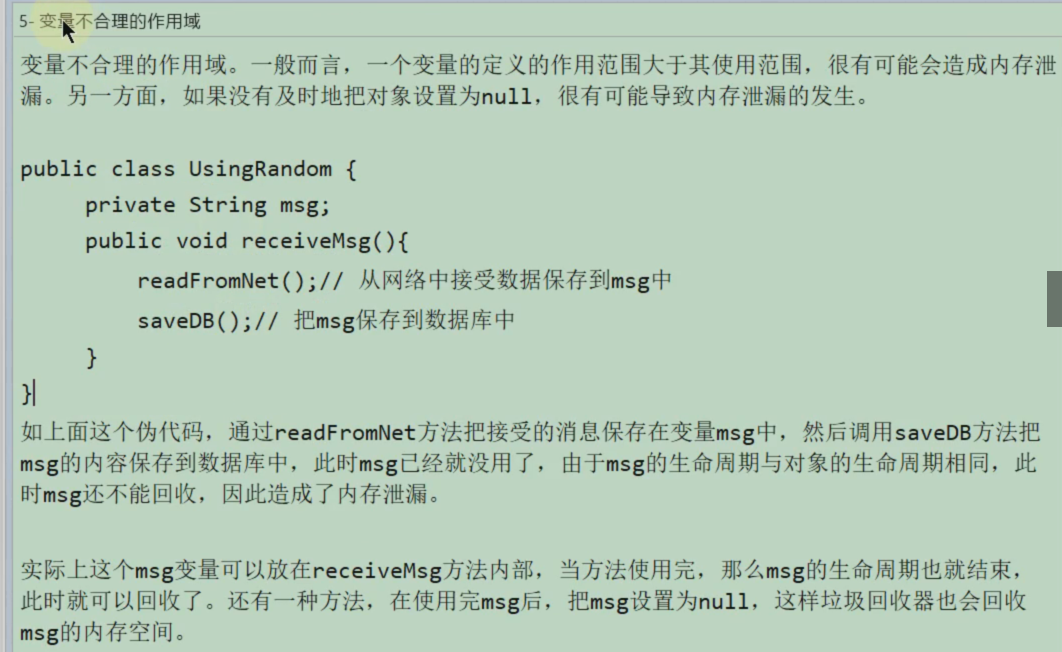 5- 变量不合理的作用域
变量不合理的作用域。一般而言，一个变量的定义的作用范围大于其使用范围，很有可能会造成内存泄
漏。另一方面，如果没有及时地把对象设置为null，很有可能导致内存泄漏的发生。
public class UsingRandom {
private String msg;
public void receiveMsg(){
readFromNet();// 从网络中接受数据保存到msg中
saveDB();// 把msg保存到数据库中
}
}
如上面这个伪代码，通过readFromNet方法把接受的消息保存在变量msg中，然后调用saveDB方法把
msg的内容保存到数据库中，此时msg已经就没用了，由于msg的生命周期与对象的生命周期相同，此
时msg还不能回收，因此造成了内存泄漏。
实际上这个msg变量可以放在receiveMsg方法内部，当方法使用完，那么msg的生命周期也就结束，
此时就可以回收了。还有一种方法，在使用完msg后，把msg设置为null，这样垃圾回收器也会回收
msg的内存空间。